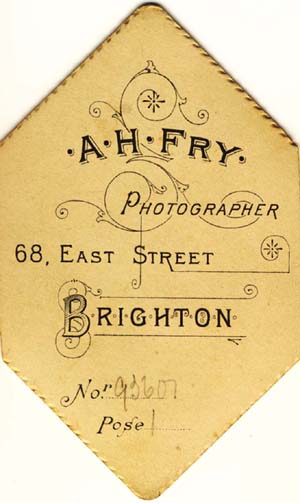 ·A·H·FRY·
PHOTOGRAPHER
68, EAST STREET
BRIGHTON
No. 93607
Pose 1